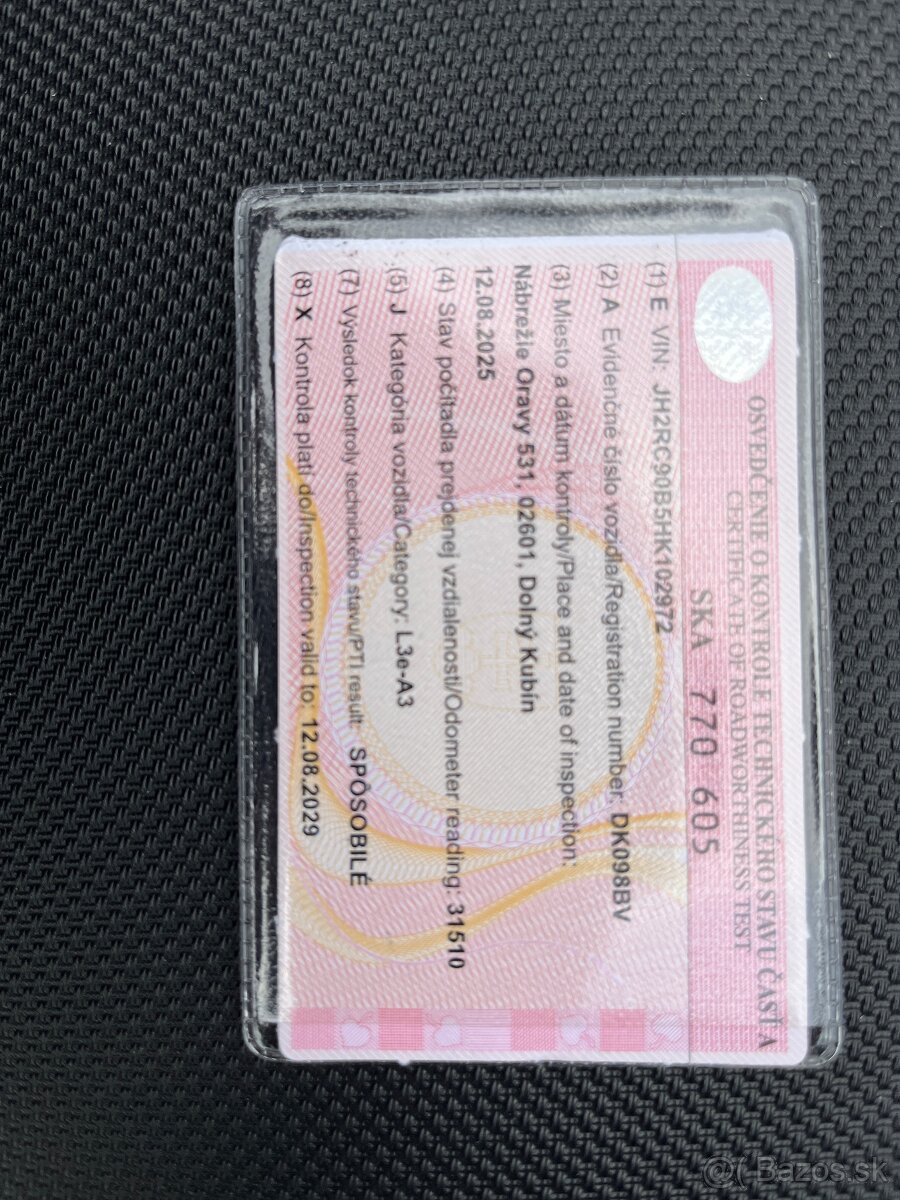 OSVEDČENIE O KONTROLE TECHNICKÉHO STAVU ČASŤ A
CERTIFICATE OF ROADWORTHINESS TEST
SKA 770 605
(1) E VIN: JH2RC90B5HK102972
(2) A Evidenčné číslo vozidla/Registration number: DK098BV
(3) Miesto a dátum kontroly/Place and date of inspection:
Nábrežie Oravy 531, 02601, Dolný Kubín
12.08.2025
(4) Stav počítadla prejdenej vzdialenosti/Odometer reading: 31510
(5) J Kategória vozidla/Category: L3e-A3
(7) Výsledok kontroly technického stavu/PTI result: SPÔSOBILÉ
(8) X Kontrola platí do/Inspection valid to: 12.08.2029
Bazos.sk